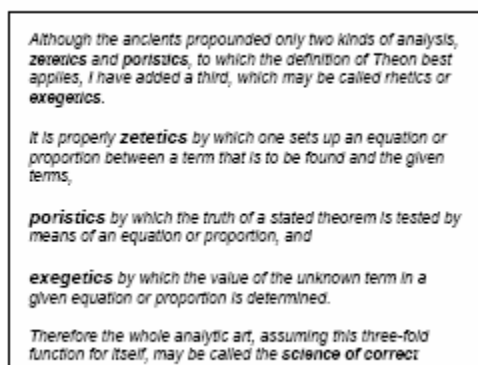 Although the ancients propounded only two kinds of analysis,
zetetics and poristics, to which the definition of Theon best
applies, I have added a third, which may be called rhetics or
exegetics.
It is properly zetetics by which one sets up an equation or
proportion between a term that is to be found and the given
terms,
poristics by which the truth of a stated theorem is tested by
means of an equation or proportion, and
exegetics by which the value of the unknown term in a
given equation or proportion is determined.
Therefore the whole analytic art, assuming this three-fold
function for itself, may be called the science of correct